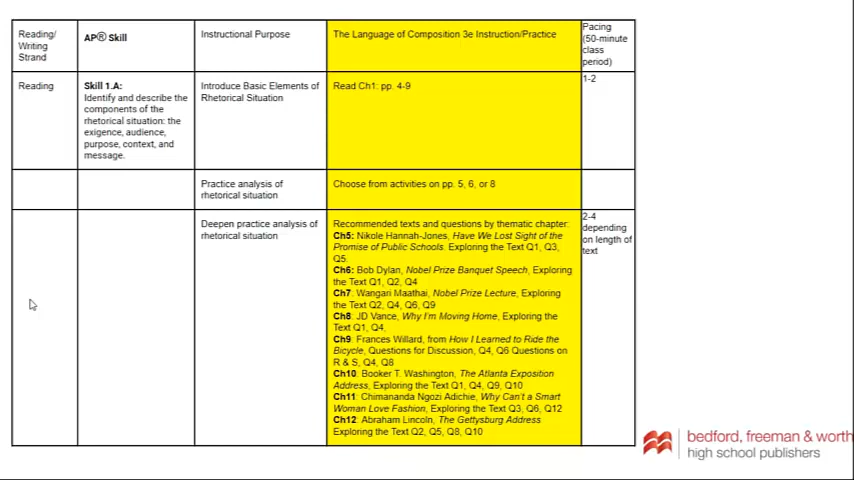 Reading/
Writing
Strand
AP® Skill
Instructional Purpose
The Language of Composition 3e Instruction/Practice
Pacing
(50-minute
class
period)
Reading
Skill 1.A:
Identify and describe the
components of the
rhetorical situation: the
exigence, audience,
purpose, context, and
message.
Introduce Basic Elements of
Rhetorical Situation
Read Ch1: pp. 4-9
1-2
Practice analysis of
rhetorical situation
Choose from activities on pp. 5, 6, or 8
Deepen practice analysis of
rhetorical situation
Recommended texts and questions by thematic chapter:
Ch5: Nikole Hannah-Jones, Have We Lost Sight of the
Promise of Public Schools. Exploring the Text Q1, Q3,
Q5.
Ch6: Bob Dylan, Nobel Prize Banquet Speech, Exploring
the Text Q1, Q2, Q4
Ch7: Wangari Maathai, Nobel Prize Lecture, Exploring
the Text Q2, Q4, Q6, Q9
Ch8: JD Vance, Why I'm Moving Home, Exploring the
Text Q1, Q4,
Ch9: Frances Willard, from How I Learned to Ride the
Bicycle, Questions for Discussion, Q4, Q6 Questions on
R & S, Q4, Q8
Ch10: Booker T. Washington, The Atlanta Exposition
Address, Exploring the Text Q1, Q4, Q9, Q10
Ch11: Chimananda Ngozi Adichie, Why Can't a Smart
Woman Love Fashion, Exploring the Text Q3, Q6, Q12
Ch12: Abraham Lincoln, The Gettysburg Address
Exploring the Text Q2, Q5, Q8, Q10
2-4
depending
on length of
text
bedford, freeman & worth
high school publishers